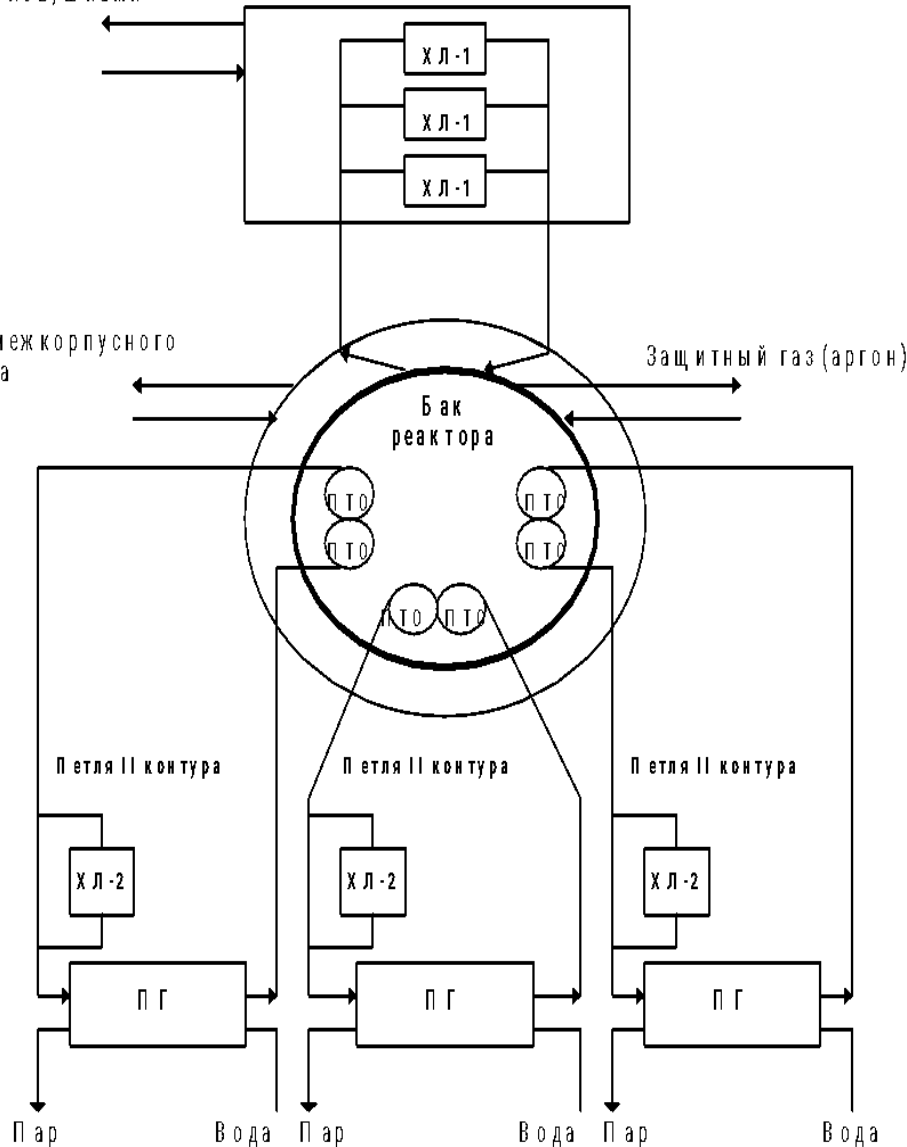 ХЛ-1
ХЛ-1
ХЛ-1
Защитный газ (аргон)
Бак
реактора
ПТО
ПТО
ПТО
ПТО
ПТО
ПТО
Петля II контура
Петля II контура
Петля II контура
ХЛ-2
ХЛ-2
ХЛ-2
ПГ
ПГ
ПГ
Пар
Вода
Пар
Вода
Пар
Вода